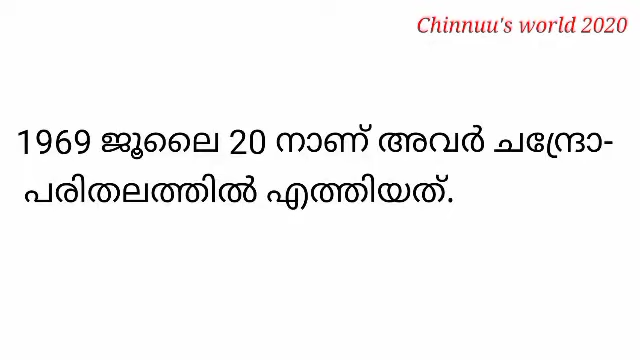 Chinnuu's world 2020
1969 ജൂലൈ 20 നാണ് അവർ ചന്ദ്രോ-
പരിതലത്തിൽ എത്തിയത്.